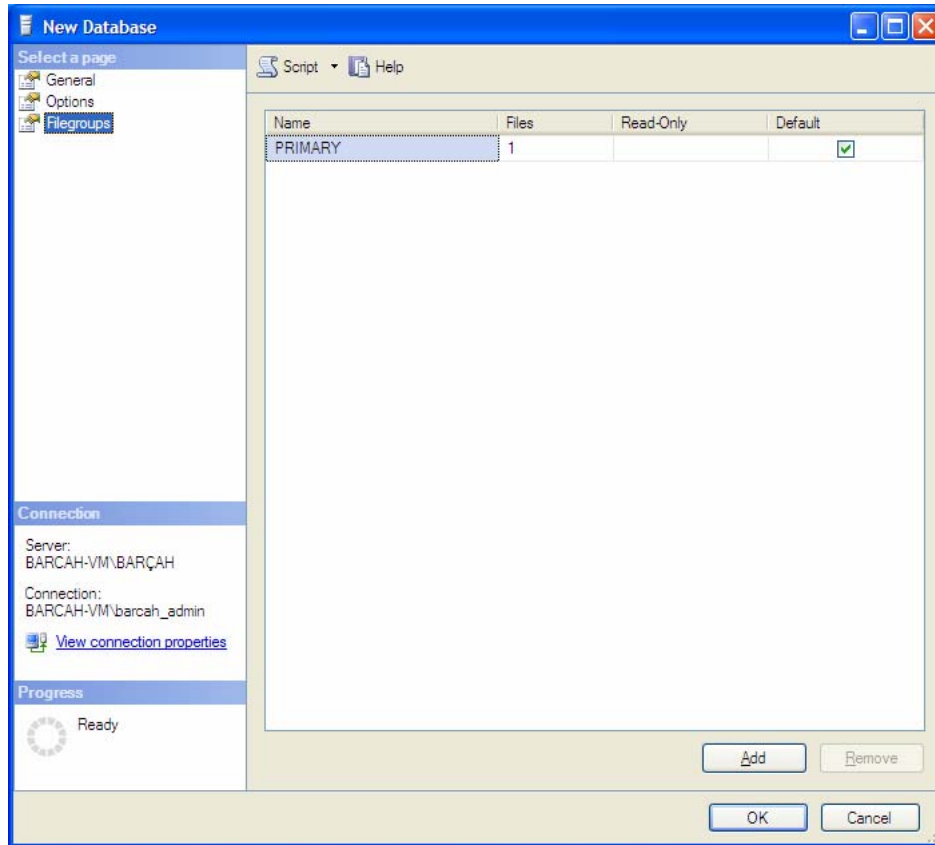 New Database
Select a page
General
Options
Filegroups
Script Help
Name Files Read-Only Default
PRIMARY 1
Connection
Server:
BARCAH-VM\BARÇAH
Connection:
BARCAH-VM\barcah_admin
View connection properties
Progress
Ready
Add Remove
OK Cancel